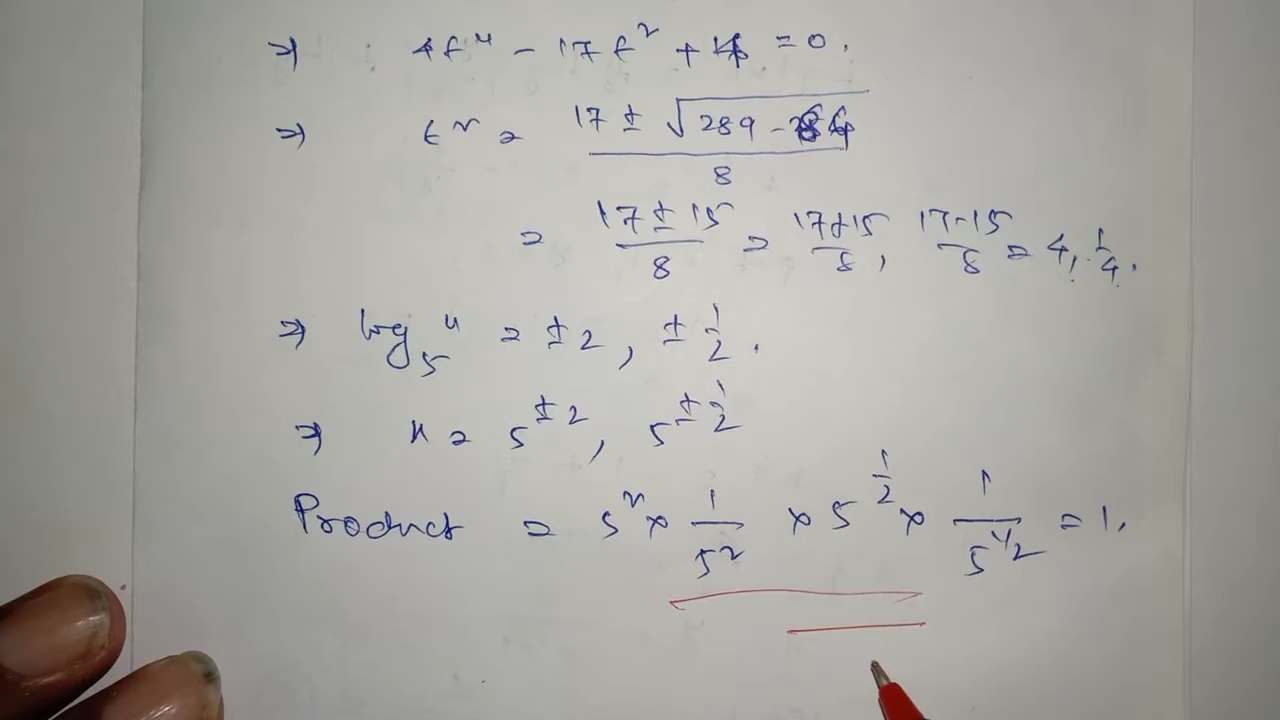 ⇒ 4t⁴ - 17t² + 4 = 0.
⇒ t² = (17 ± √(289 - 64))/8
= (17 ± 15)/8 = (17+15)/8, (17-15)/8 = 4, 1/4.
⇒ log₅ x = ± 2, ± 1/2.
⇒ x = 5^(±2), 5^(±1/2)
Product = 5² × 1/5² × 5^(1/2) × 1/5^(1/2) = 1.